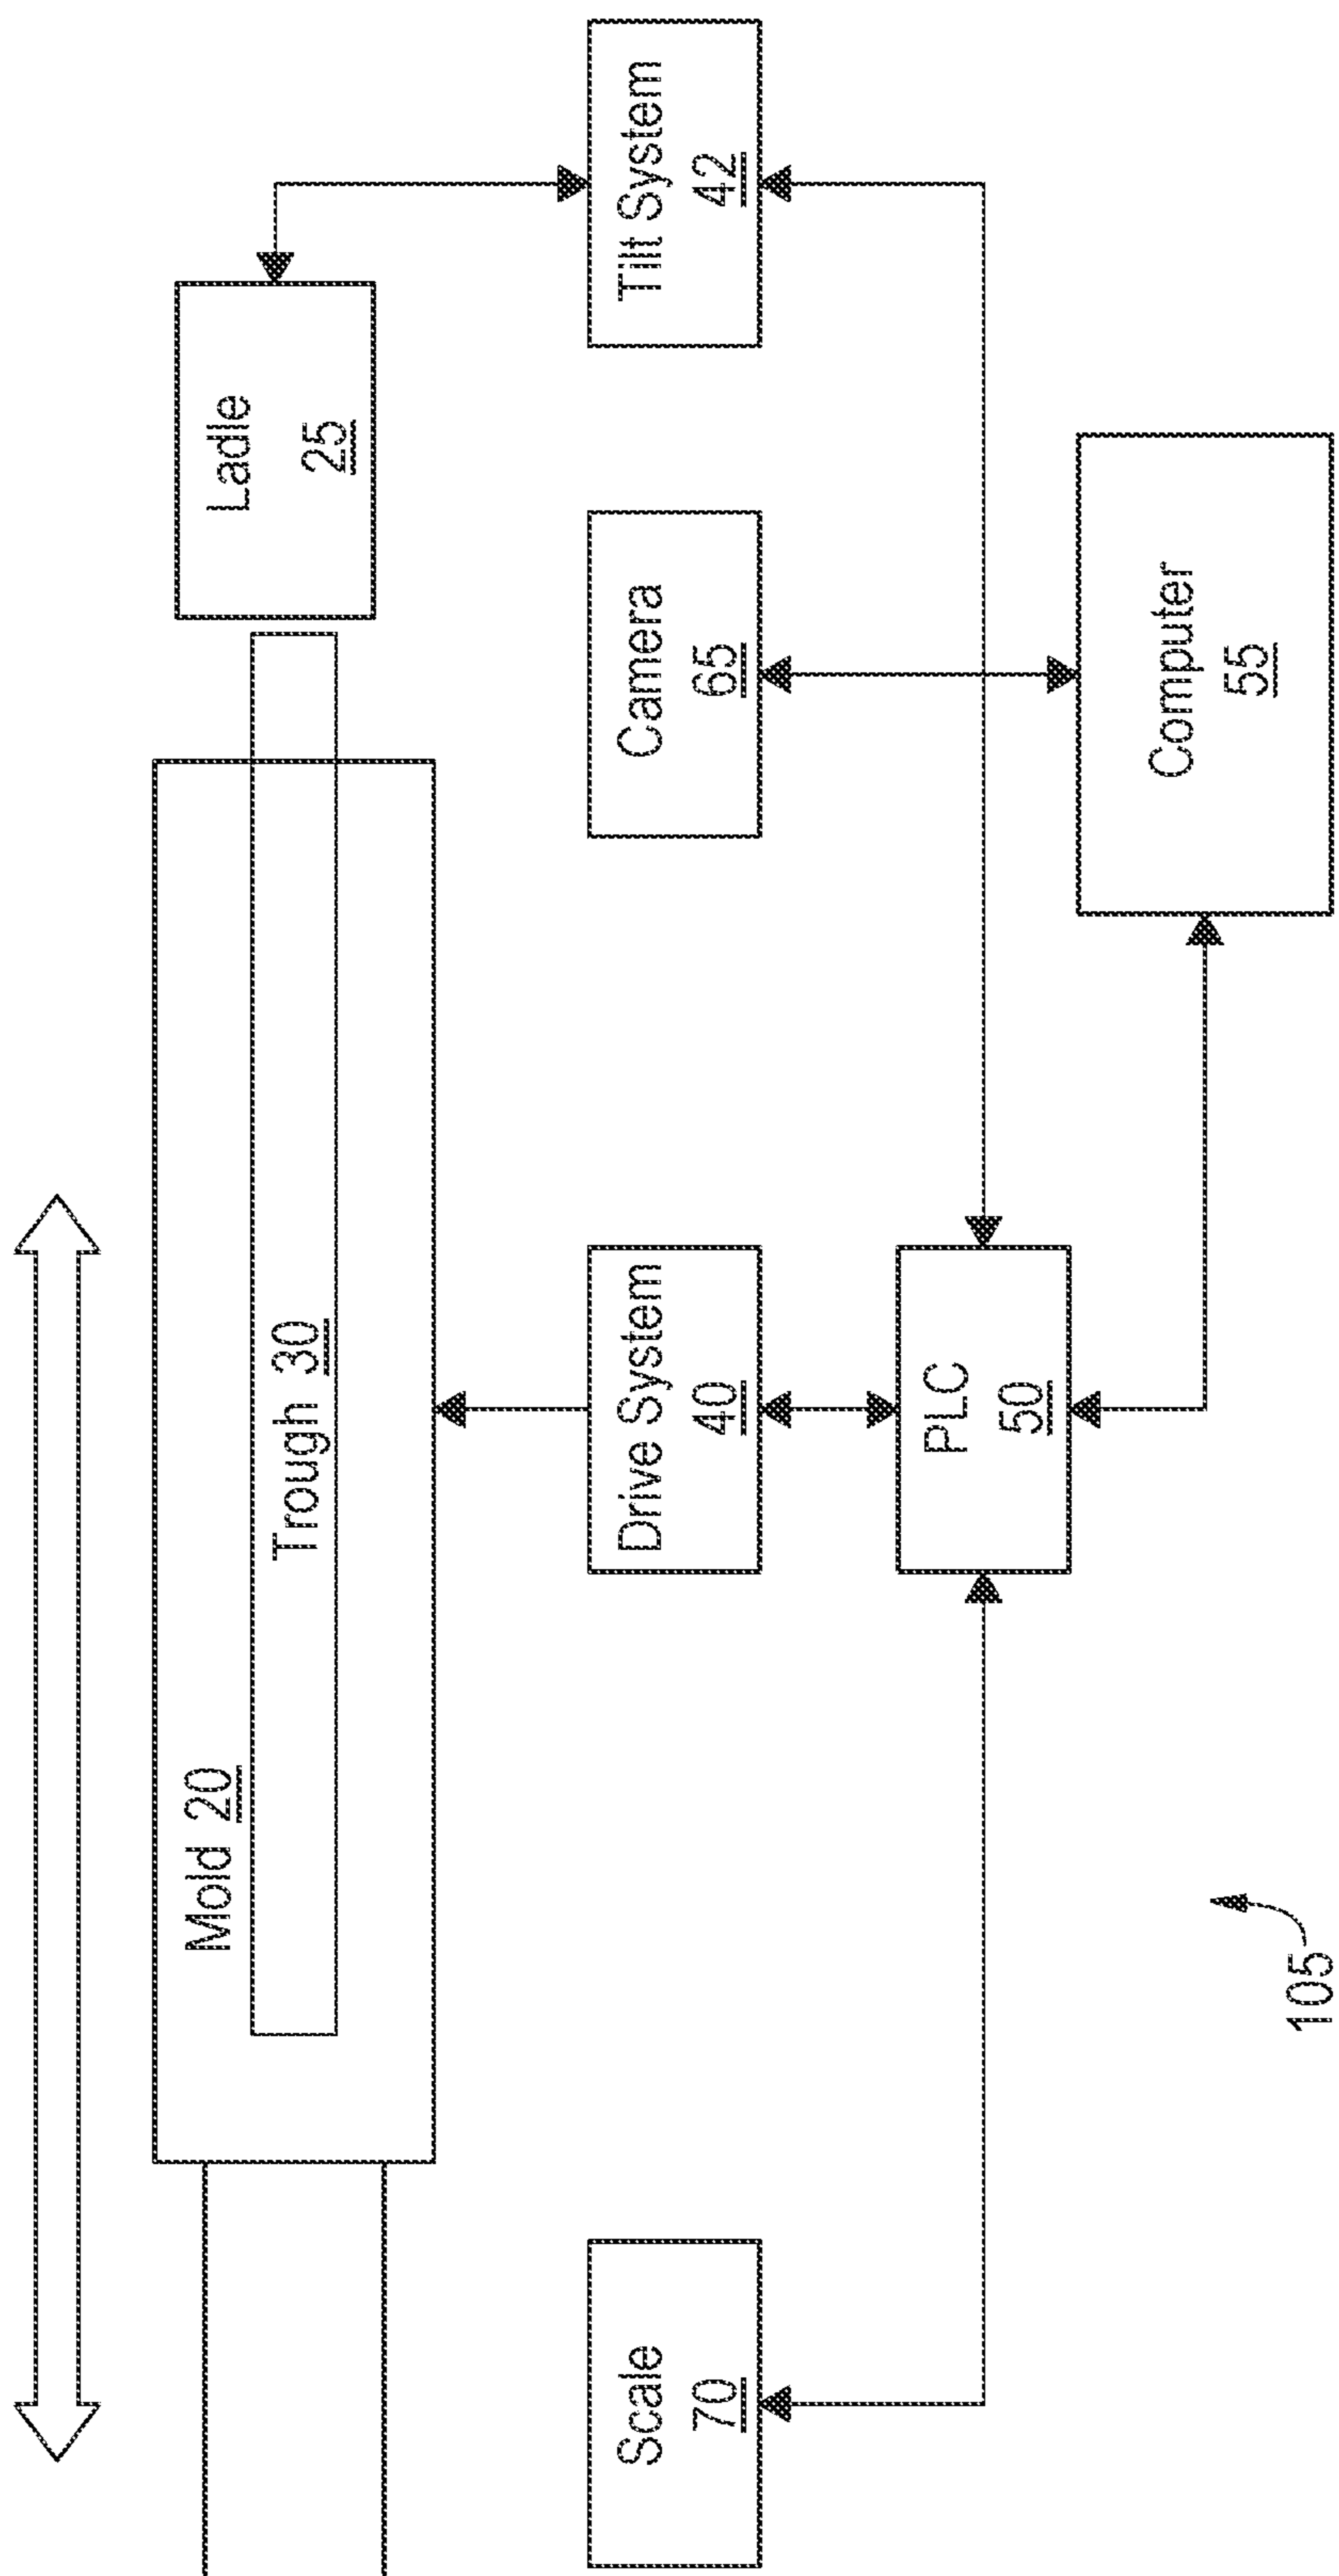 Mold 20
Trough 30
Ladle
25
Scale
70
Drive System
40
Camera
65
Tilt System
42
PLC
50
Computer
55
105